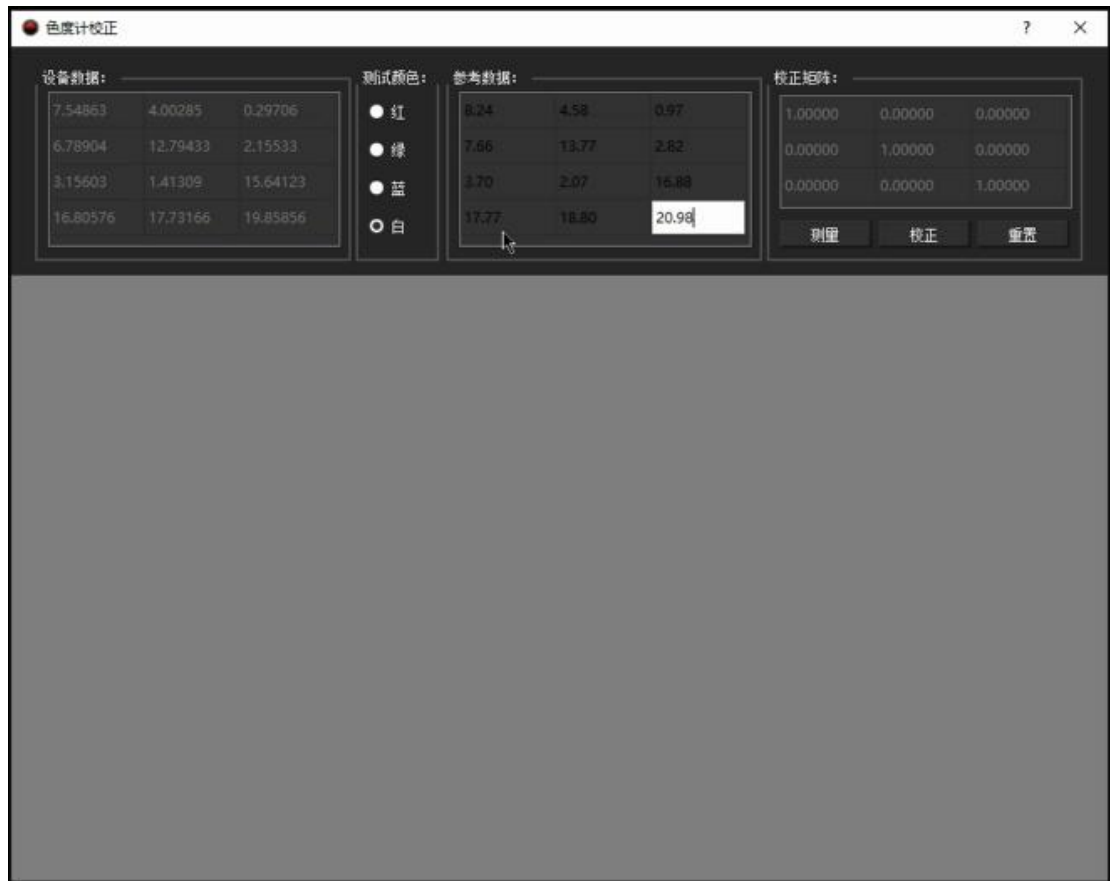 色度计校正 ?
设备数据:
7.54863 4.00285 0.29706
6.78904 12.79433 2.15533
3.15603 1.41309 15.64123
16.80576 17.73166 19.85856
测试颜色:
红
绿
蓝
白
参考数据:
8.24 4.58 0.97
7.66 13.77 2.82
3.70 2.07 16.88
17.77 18.80 20.98
校正矩阵:
1.00000 0.00000 0.00000
0.00000 1.00000 0.00000
0.00000 0.00000 1.00000
测量 校正 重置